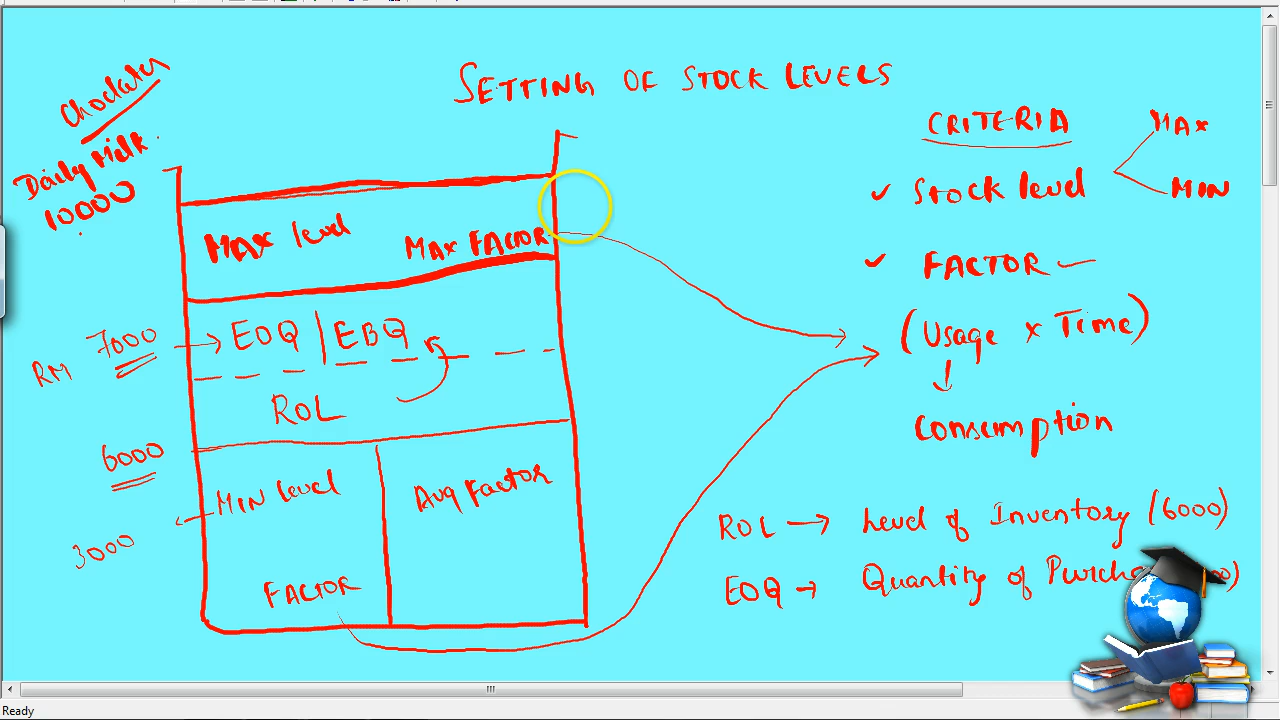 SETTING OF STOCK LEVELS
Choclates
Daily Milk
10000
CRITERIA
MAX
MIN
Stock level
FACTOR
(Usage x Time)
Consumption
MAX level
MAX FACTOR
7000
EOQ | EBQ
RM
ROL
6000
MIN level
Avg Factor
3000
FACTOR
ROL → Level of Inventory (6000)
EOQ → Quantity of
Ready